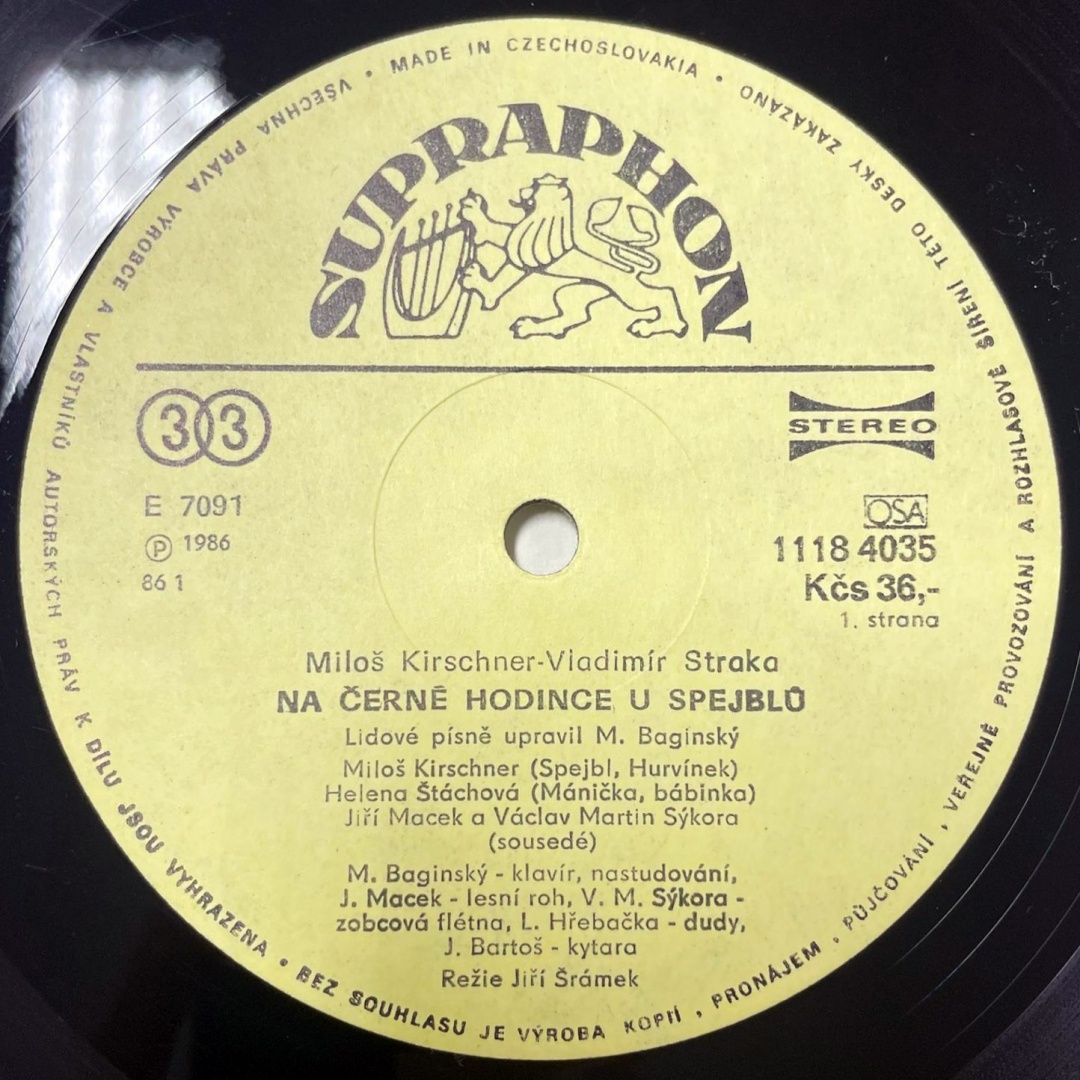 MADE IN CZECHOSLOVAKIA • VŠECHNA PRÁVA VÝROBCE A VLASTNÍKŮ AUTORSKÝCH PRÁV K DÍLU JSOU VYHRAZENA • BEZ SOUHLASU JE VÝROBA KOPIÍ, PRONÁJEM, PŮJČOVÁNÍ, VEŘEJNÉ PROVOZOVÁNÍ A ROZHLASOVÉ ŠÍŘENÍ TÉTO DESKY ZAKÁZÁNO •
SUPRAPHON
33
STEREO
E 7091
Ⓟ 1986
86 1
OSA
1118 4035
Kčs 36,-
1. strana
Miloš Kirschner-Vladimír Straka
NA ČERNÉ HODINCE U SPEJBLŮ
Lidové písně upravil M. Baginský
Miloš Kirschner (Spejbl, Hurvínek)
Helena Štáchová (Mánička, bábinka)
Jiří Macek a Václav Martin Sýkora
(sousedé)
M. Baginský - klavír, nastudování,
J. Macek - lesní roh, V. M. Sýkora -
zobcová flétna, L. Hřebačka - dudy,
J. Bartoš - kytara
Režie Jiří Šrámek